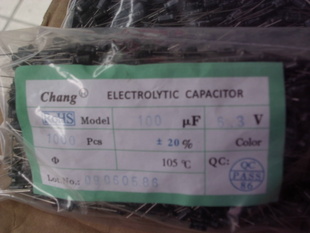 Chang® ELECTROLYTIC CAPACITOR
RoHS Model 100 μF 6.3 V
1000 Pcs ± 20% Color
Φ 105 ℃ QC: QC PASS 86
Lot.No.: